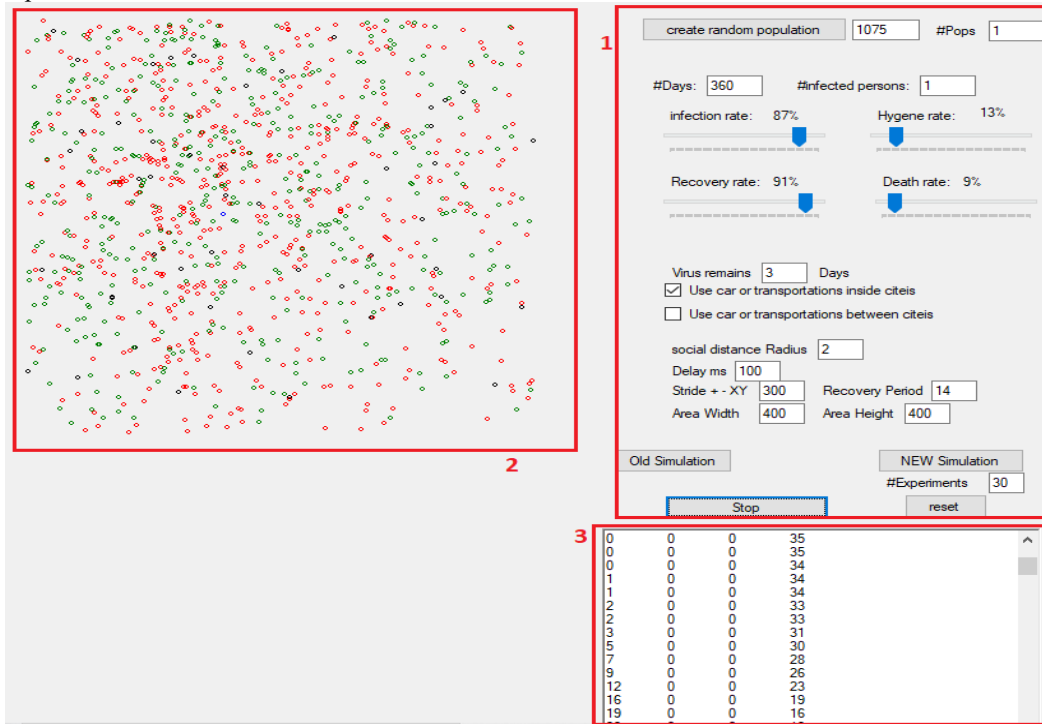 1
create random population 1075 #Pops 1
#Days: 360 #infected persons: 1
infection rate: 87% Hygene rate: 13%
Recovery rate: 91% Death rate: 9%
Virus remains 3 Days
Use car or transportations inside citeis
Use car or transportations between citeis
social distance Radius 2
Delay ms 100
Stride + - XY 300 Recovery Period 14
Area Width 400 Area Height 400
2
Old Simulation NEW Simulation
#Experiments 30
Stop reset
3
0 0 0 35
0 0 0 35
0 0 0 34
1 0 0 34
1 0 0 34
2 0 0 33
2 0 0 33
3 0 0 31
5 0 0 30
7 0 0 28
9 0 0 26
12 0 0 23
16 0 0 19
19 0 0 16